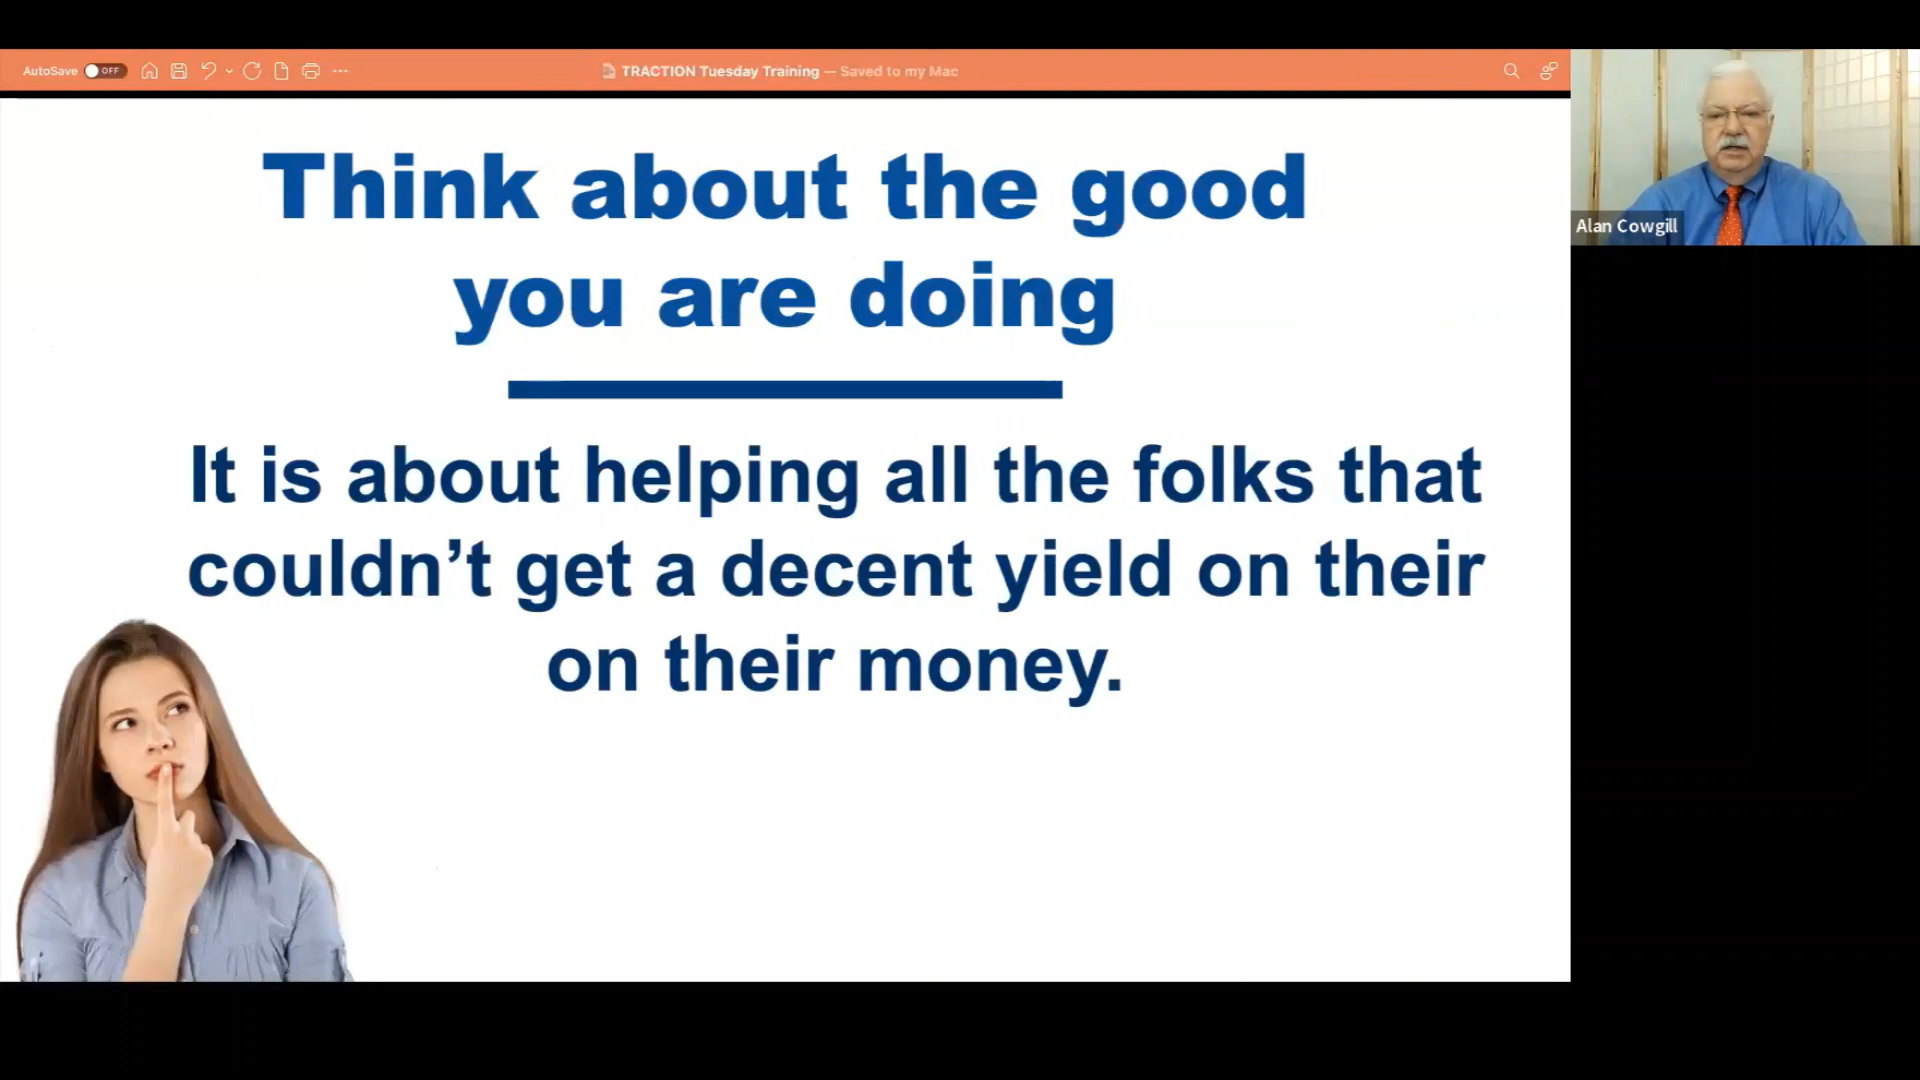 AutoSave OFF
TRACTION Tuesday Training — Saved to my Mac
Think about the good
you are doing
It is about helping all the folks that
couldn’t get a decent yield on their
on their money.
Alan Cowgill